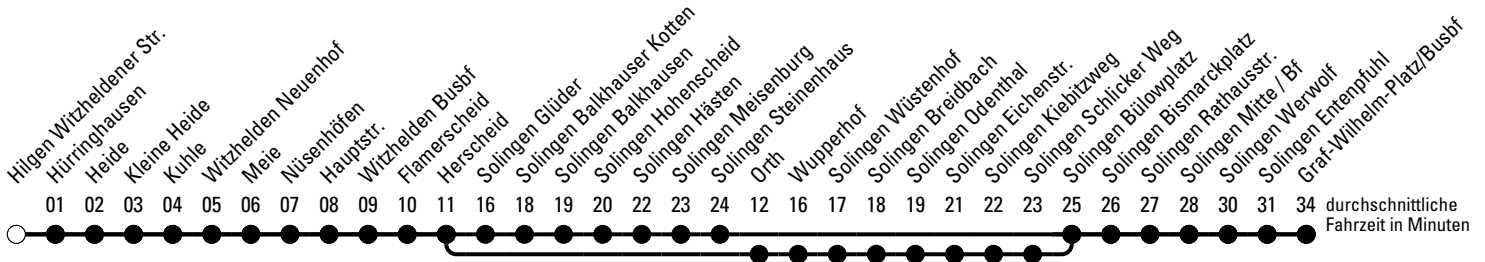 Hilgen Witzheldener Str.
Hürringhausen
Heide
Kleine Heide
Kuhle
Witzhelden Neuenhof
Meie
Nüsenhöfen
Hauptstr.
Witzhelden Busbf
Flamerscheid
Herscheid
Solingen Glüder
Solingen Balkhauser Kotten
Solingen Balkhausen
Solingen Hohenscheid
Solingen Hästen
Solingen Meisenburg
Solingen Steinenhaus
Orth
Wupperhof
Solingen Wüstenhof
Solingen Breidbach
Solingen Odenthal
Solingen Eichenstr.
Solingen Kiebitzweg
Solingen Schlicker Weg
Solingen Bülowplatz
Solingen Bismarckplatz
Solingen Rathausstr.
Solingen Mitte / Bf
Solingen Werwolf
Solingen Entenpfuhl
Graf-Wilhelm-Platz/Busbf
01 02 03 04 05 06 07 08 09 10 11 16 18 19 20 22 23 24 12 16 17 18 19 21 22 23 25 26 27 28 30 31 34 durchschnittliche
Fahrzeit in Minuten